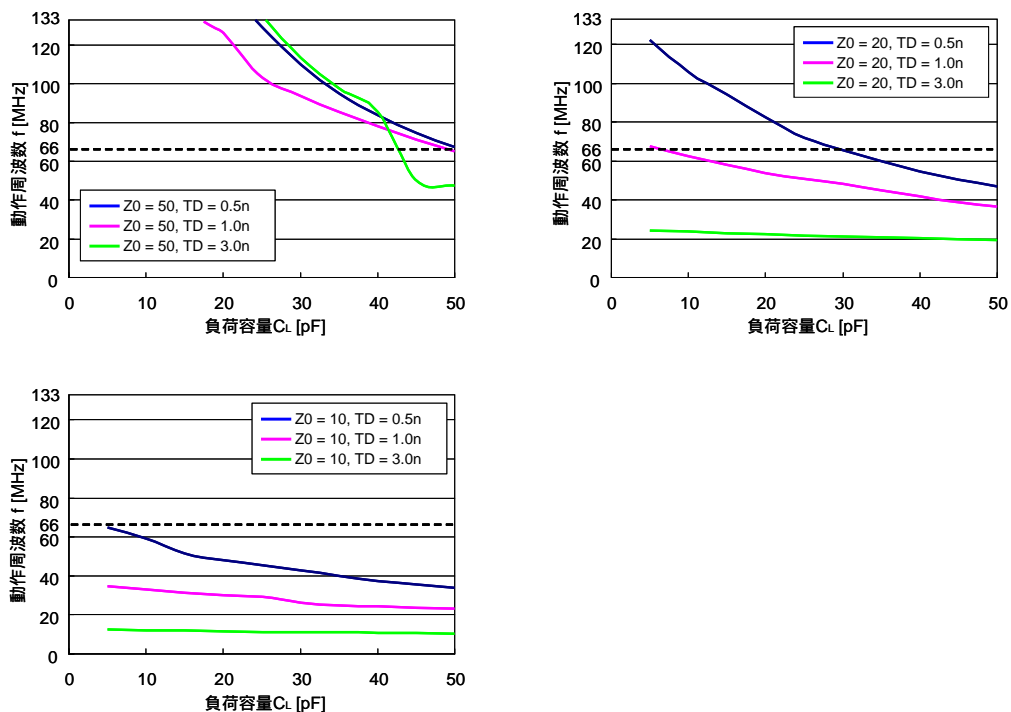 133
120
100
80
66
60
40
20
0
動作周波数 f [MHz]
Z0 = 50, TD = 0.5n
Z0 = 50, TD = 1.0n
Z0 = 50, TD = 3.0n
0 10 20 30 40 50
負荷容量CL [pF]
133
120
100
80
66
60
40
20
0
動作周波数 f [MHz]
Z0 = 20, TD = 0.5n
Z0 = 20, TD = 1.0n
Z0 = 20, TD = 3.0n
0 10 20 30 40 50
負荷容量CL [pF]
133
120
100
80
66
60
40
20
0
動作周波数 f [MHz]
Z0 = 10, TD = 0.5n
Z0 = 10, TD = 1.0n
Z0 = 10, TD = 3.0n
0 10 20 30 40 50
負荷容量CL [pF]